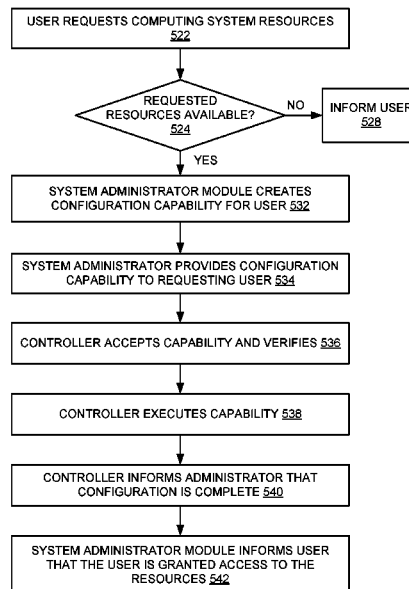 USER REQUESTS COMPUTING SYSTEM RESOURCES
522
REQUESTED
RESOURCES AVAILABLE?
524
NO
INFORM USER
528
YES
SYSTEM ADMINISTRATOR MODULE CREATES
CONFIGURATION CAPABILITY FOR USER 532
SYSTEM ADMINISTRATOR PROVIDES CONFIGURATION
CAPABILITY TO REQUESTING USER 534
CONTROLLER ACCEPTS CAPABILITY AND VERIFIES 536
CONTROLLER EXECUTES CAPABILITY 538
CONTROLLER INFORMS ADMINISTRATOR THAT
CONFIGURATION IS COMPLETE 540
SYSTEM ADMINISTRATOR MODULE INFORMS USER
THAT THE USER IS GRANTED ACCESS TO THE
RESOURCES 542